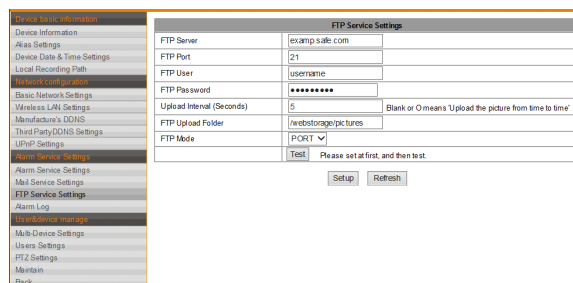 Device basic information
Device Information
Alias Settings
Device Date & Time Settings
Local Recording Path
Network configuration
Basic Network Settings
Wireless LAN Settings
Manufacture's DDNS
Third PartyDDNS Settings
UPnP Settings
Alarm Service Settings
Alarm Service Settings
Mail Service Settings
FTP Service Settings
Alarm Log
User&device manage
Multi-Device Settings
Users Settings
PTZ Settings
Maintain
Back
FTP Service Settings
FTP Server examp.safe.com
FTP Port 21
FTP User username
FTP Password •••••••••
Upload Interval (Seconds) 5 Blank or O means 'Upload the picture from time to time'
FTP Upload Folder /webstorage/pictures
FTP Mode PORT
Test Please set at first, and then test.
Setup Refresh